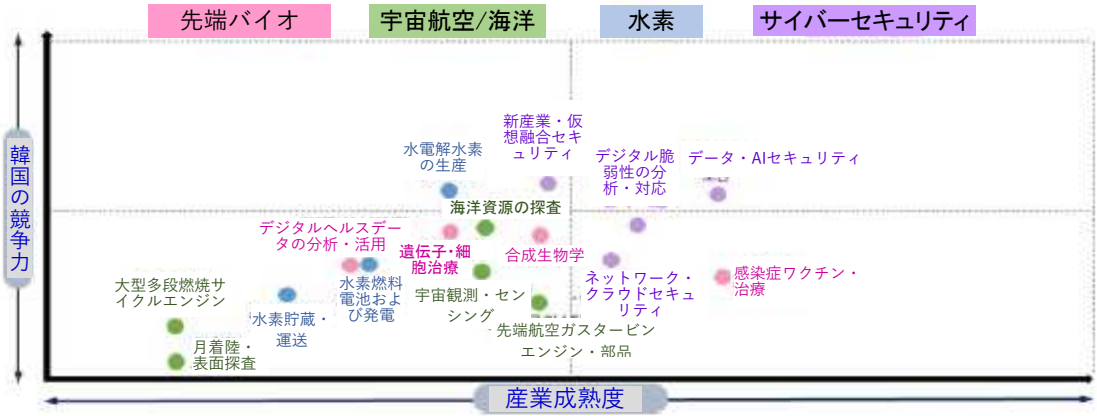 先端バイオ
宇宙航空/海洋
水素
サイバーセキュリティ
韓国の競争力
新産業・仮
想融合セキ
ュリティ
水電解水素
の生産
デジタル脆
弱性の分
析・対応
データ・AIセキュリティ
海洋資源の探査
デジタルヘルスデー
タの分析・活用
遺伝子・細
胞治療
合成生物学
大型多段燃焼サ
イクルエンジン
水素燃料
電池およ
び発電
宇宙観測・セン
シング
ネットワーク・
クラウドセキュ
リティ
感染症ワクチン・
治療
水素貯蔵・
運送
先端航空ガスタービン
エンジン・部品
月着陸・
表面探査
産業成熟度